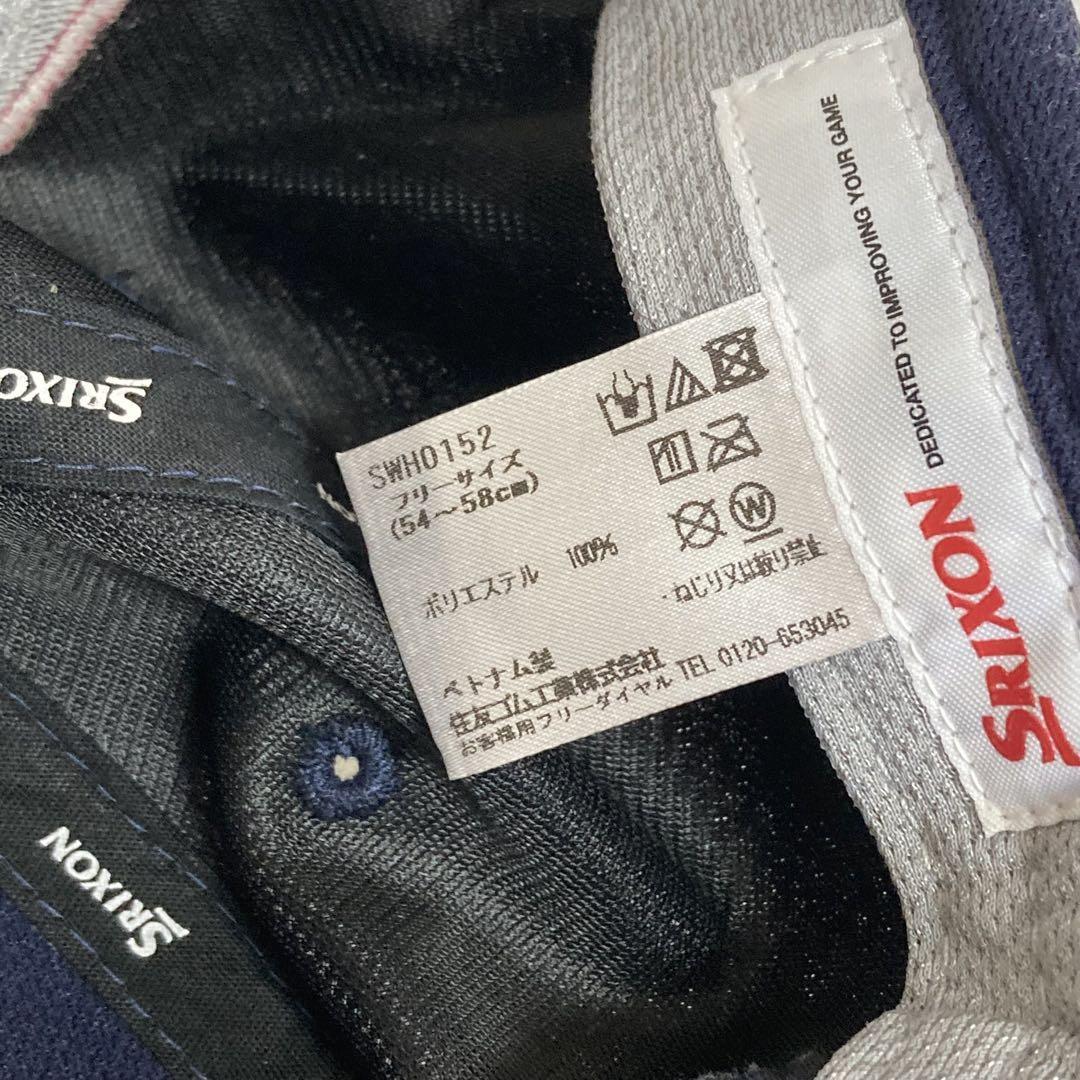 SWH0152
フリーサイズ
(54～58cm)
ポリエステル 100%
・ねじり又は絞り禁止
ベトナム製
住友ゴム工業株式会社
お客様用フリーダイヤル TEL 0120-653045
SRIXON DEDICATED TO IMPROVING YOUR GAME
SRIXON
SRIXON
W